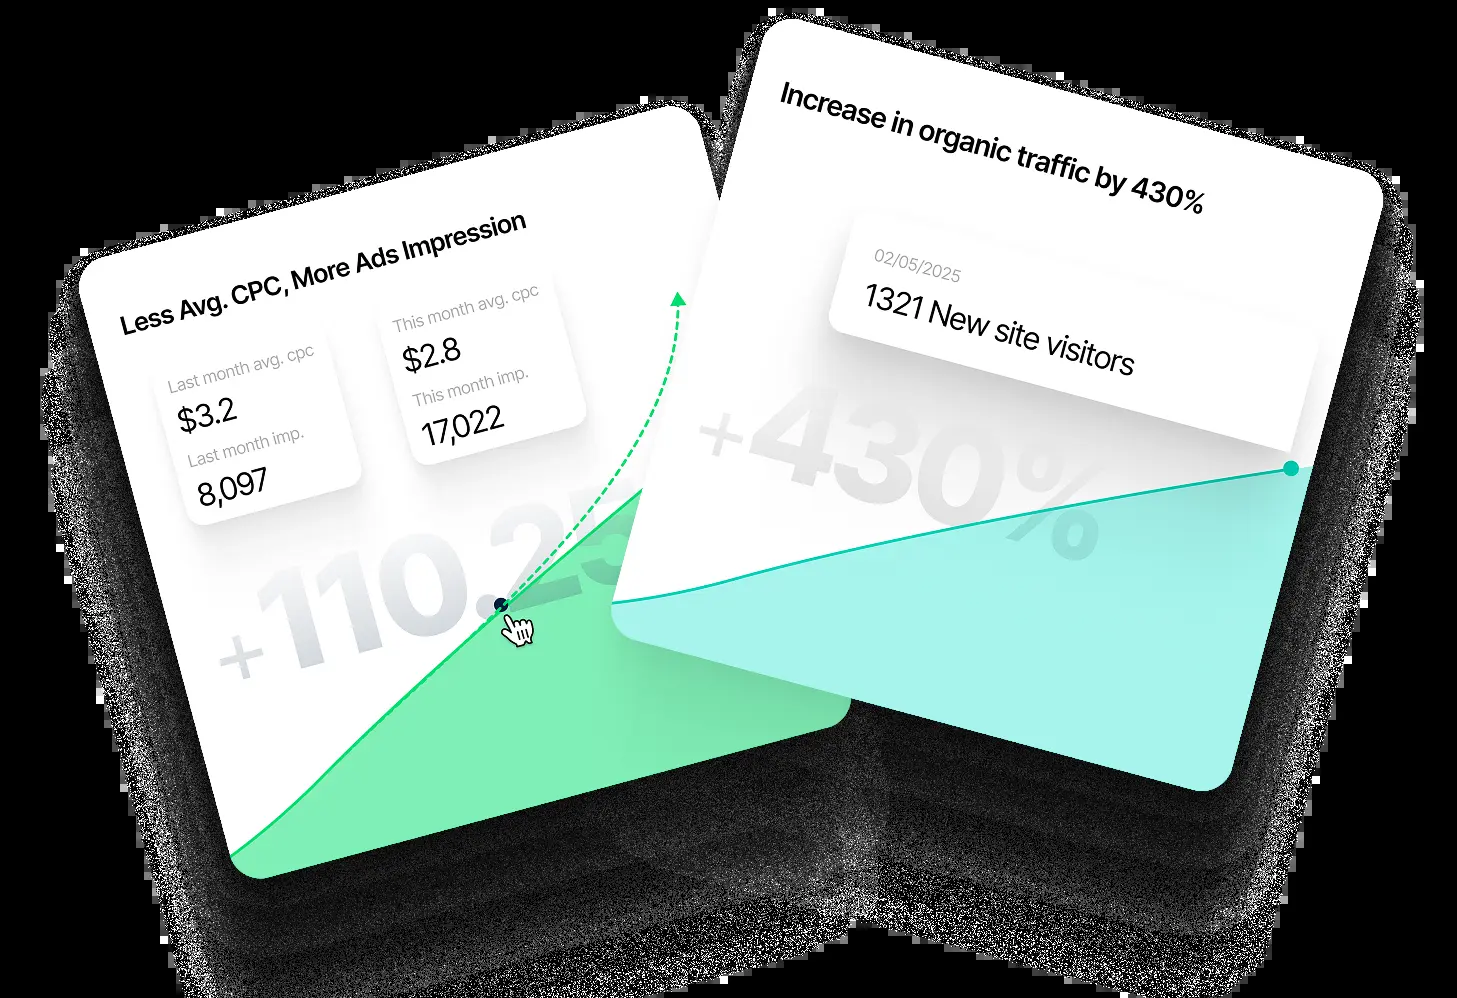 Less Avg. CPC, More Ads Impression
Last month avg. cpc
$3.2
Last month imp.
8,097
This month avg. cpc
$2.8
This month imp.
17,022
+110.25
Increase in organic traffic by 430%
02/05/2025
1321 New site visitors
+430%